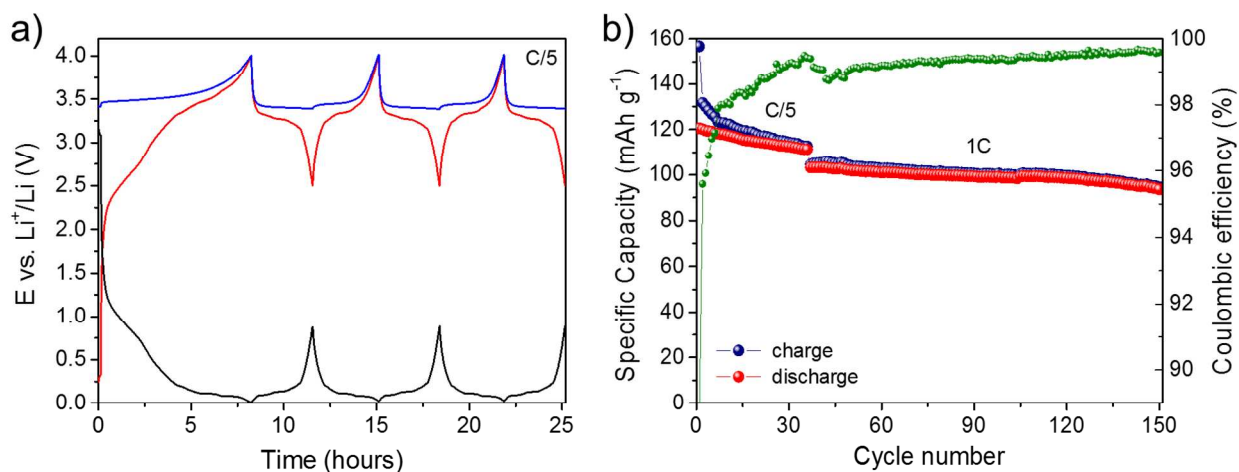 a)
C/5
4.0
3.5
3.0
2.5
2.0
1.5
1.0
0.5
0.0
E vs. Li⁺/Li (V)
0 5 10 15 20 25
Time (hours)
b)
160
140
120
100
80
60
40
20
0
Specific Capacity (mAh g⁻¹)
C/5
1C
charge
discharge
100
98
96
94
92
90
Coulombic efficiency (%)
0 30 60 90 120 150
Cycle number